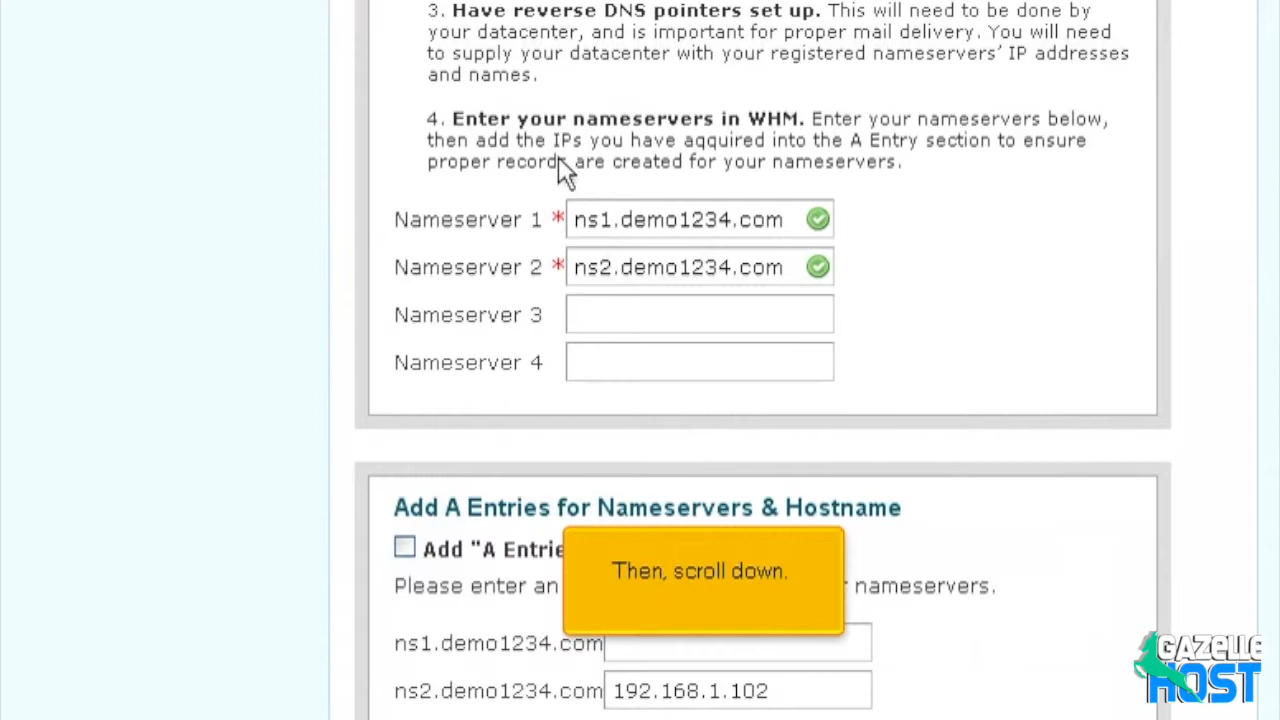 3. Have reverse DNS pointers set up. This will need to be done by
your datacenter, and is important for proper mail delivery. You will need
to supply your datacenter with your registered nameservers' IP addresses
and names.
4. Enter your nameservers in WHM. Enter your nameservers below,
then add the IPs you have aqquired into the A Entry section to ensure
proper records are created for your nameservers.
Nameserver 1 * ns1.demo1234.com
Nameserver 2 * ns2.demo1234.com
Nameserver 3
Nameserver 4
Add A Entries for Nameservers & Hostname
Add "A Entrie
Then, scroll down.
Please enter an nameservers.
ns1.demo1234.com
ns2.demo1234.com 192.168.1.102
GAZELLE
HOST